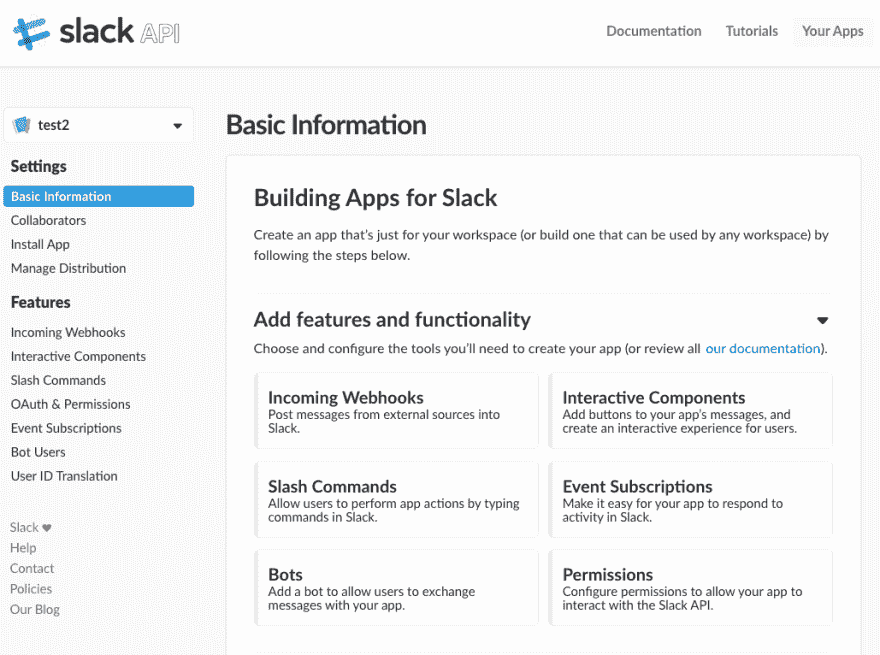 slack API
Documentation
Tutorials
Your Apps
test2
Settings
Basic Information
Collaborators
Install App
Manage Distribution
Features
Incoming Webhooks
Interactive Components
Slash Commands
OAuth & Permissions
Event Subscriptions
Bot Users
User ID Translation
Slack ♥
Help
Contact
Policies
Our Blog
Basic Information
Building Apps for Slack
Create an app that's just for your workspace (or build one that can be used by any workspace) by
following the steps below.
Add features and functionality
Choose and configure the tools you'll need to create your app (or review all our documentation).
Incoming Webhooks
Post messages from external sources into
Slack.
Interactive Components
Add buttons to your app's messages, and
create an interactive experience for users.
Slash Commands
Allow users to perform app actions by typing
commands in Slack.
Event Subscriptions
Make it easy for your app to respond to
activity in Slack.
Bots
Add a bot to allow users to exchange
messages with your app.
Permissions
Configure permissions to allow your app to
interact with the Slack API.